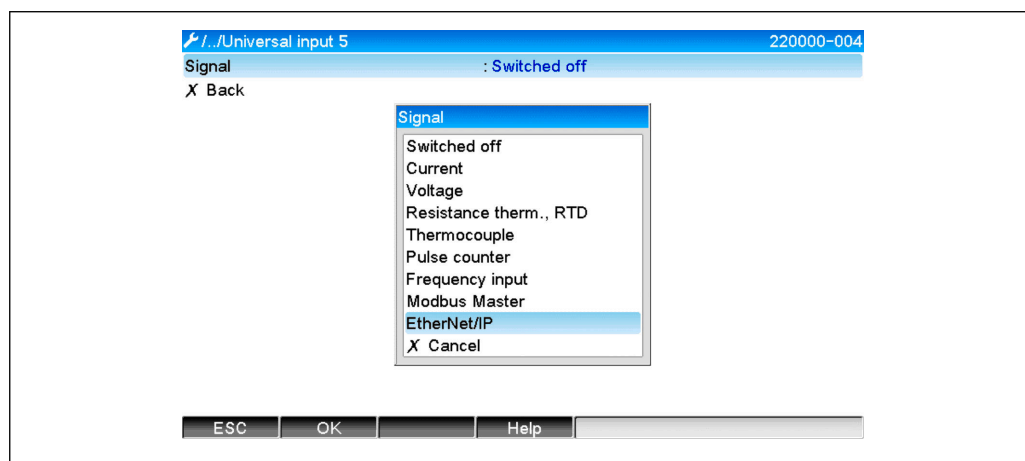 /../Universal input 5 220000-004
Signal : Switched off
X Back
Signal
Switched off
Current
Voltage
Resistance therm., RTD
Thermocouple
Pulse counter
Frequency input
Modbus Master
EtherNet/IP
X Cancel
ESC OK Help